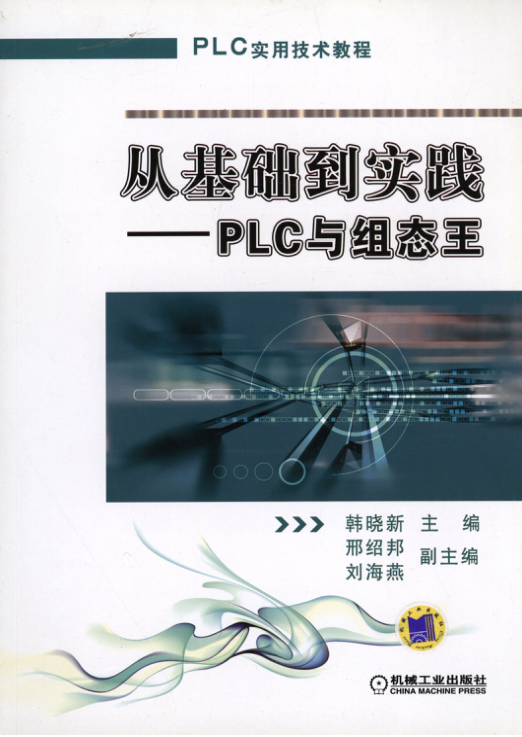 PLC实用技术教程
从基础到实践
——PLC与组态王
>>> 韩晓新 主 编
邢绍邦
刘海燕 副主编
机械工业出版社
CHINA MACHINE PRESS